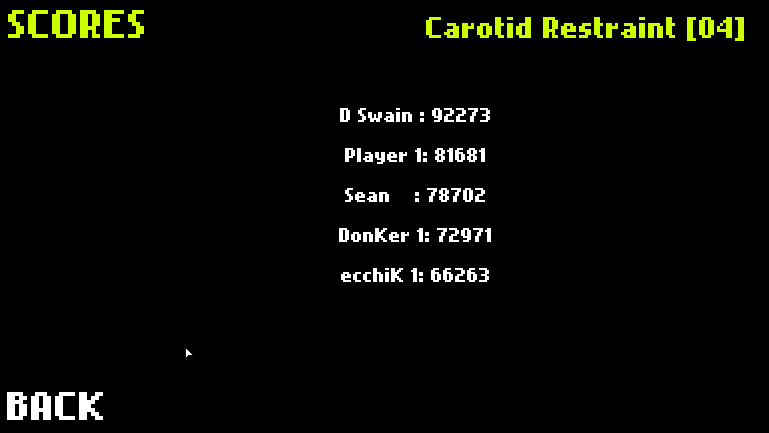 SCORES
Carotid Restraint [04]
D Swain : 92273
Player 1: 81681
Sean    : 78702
DonKer 1: 72971
ecchiK 1: 66263
BACK